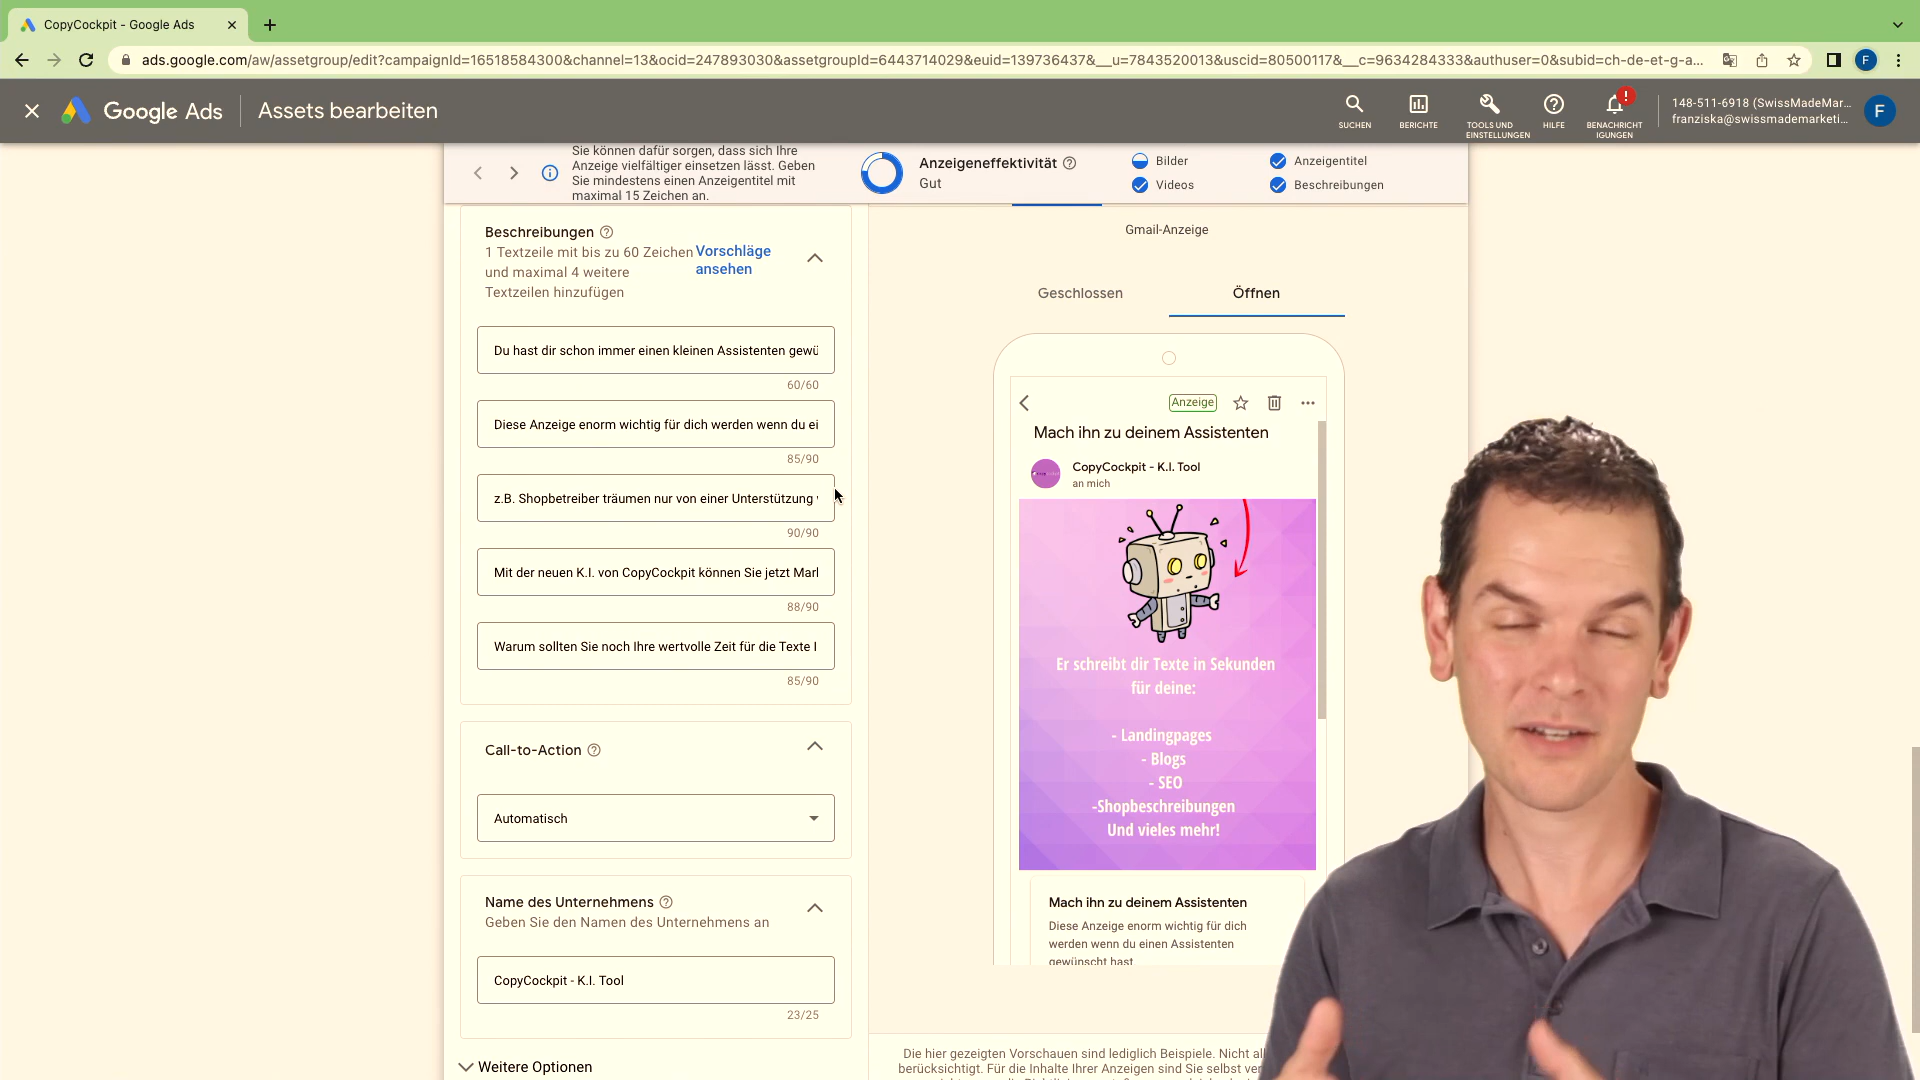 CopyCockpit - Google Ads
ads.google.com/aw/assetgroup/edit?campaignId=16518584300&channel=13&ocid=247893030&assetgroupId=6443714029&euid=139736437&__u=7843520013&uscid=80500117&__c=9634284333&authuser=0&subid=ch-de-et-g-a...
F
Google Ads
Assets bearbeiten
SUCHEN
BERICHTE
TOOLS UND
EINSTELLUNGEN
HILFE
BENACHRICHT
IGUNGEN
148-511-6918 (SwissMadeMar...
franziska@swissmademarketi...
F
Sie können dafür sorgen, dass sich Ihre
Anzeige vielfältiger einsetzen lässt. Geben
Sie mindestens einen Anzeigentitel mit
maximal 15 Zeichen an.
Anzeigeneffektivität
Gut
Bilder
Videos
Anzeigentitel
Beschreibungen
Beschreibungen
1 Textzeile mit bis zu 60 Zeichen
und maximal 4 weitere
Textzeilen hinzufügen
Vorschläge
ansehen
Du hast dir schon immer einen kleinen Assistenten gewü
60/60
Diese Anzeige enorm wichtig für dich werden wenn du ei
85/90
z.B. Shopbetreiber träumen nur von einer Unterstützung
90/90
Mit der neuen K.I. von CopyCockpit können Sie jetzt Marl
88/90
Warum sollten Sie noch Ihre wertvolle Zeit für die Texte I
85/90
Call-to-Action
Automatisch
Name des Unternehmens
Geben Sie den Namen des Unternehmens an
CopyCockpit - K.I. Tool
23/25
Weitere Optionen
Gmail-Anzeige
Geschlossen
Öffnen
Anzeige
Mach ihn zu deinem Assistenten
CopyCockpit - K.I. Tool
an mich
Er schreibt dir Texte in Sekunden
für deine:
- Landingpages
- Blogs
- SEO
-Shopbeschreibungen
Und vieles mehr!
Mach ihn zu deinem Assistenten
Diese Anzeige enorm wichtig für dich
werden wenn du einen Assistenten
gewünscht hast
Die hier gezeigten Vorschauen sind lediglich Beispiele. Nicht al
berücksichtigt. Für die Inhalte Ihrer Anzeigen sind Sie selbst ver